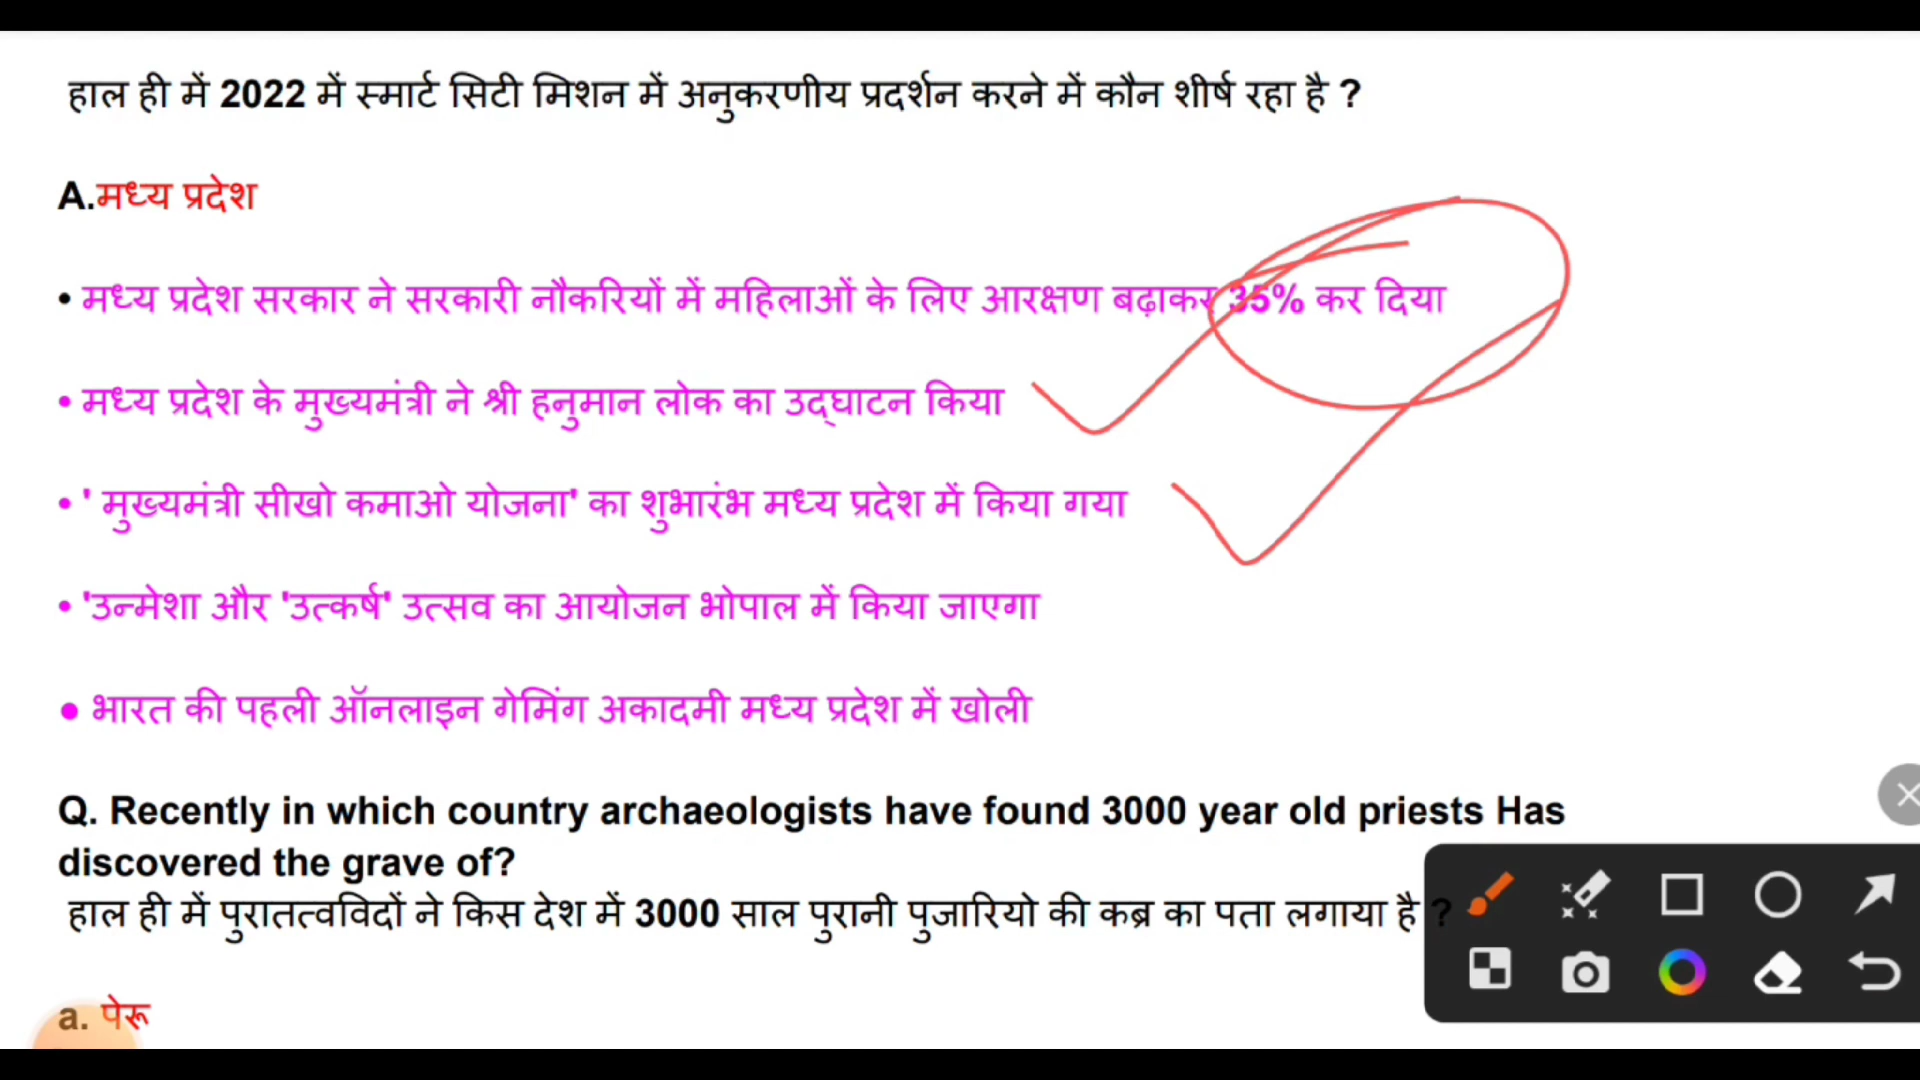 हाल ही में 2022 में स्मार्ट सिटी मिशन में अनुकरणीय प्रदर्शन करने में कौन शीर्ष रहा है ?
A.मध्य प्रदेश
• मध्य प्रदेश सरकार ने सरकारी नौकरियों में महिलाओं के लिए आरक्षण बढ़ाकर 35% कर दिया
• मध्य प्रदेश के मुख्यमंत्री ने श्री हनुमान लोक का उद्घाटन किया
• ' मुख्यमंत्री सीखो कमाओ योजना' का शुभारंभ मध्य प्रदेश में किया गया
• 'उन्मेशा और 'उत्कर्ष' उत्सव का आयोजन भोपाल में किया जाएगा
● भारत की पहली ऑनलाइन गेमिंग अकादमी मध्य प्रदेश में खोली
Q. Recently in which country archaeologists have found 3000 year old priests Has
discovered the grave of?
हाल ही में पुरातत्वविदों ने किस देश में 3000 साल पुरानी पुजारियो की कब्र का पता लगाया है ?
a. पेरू